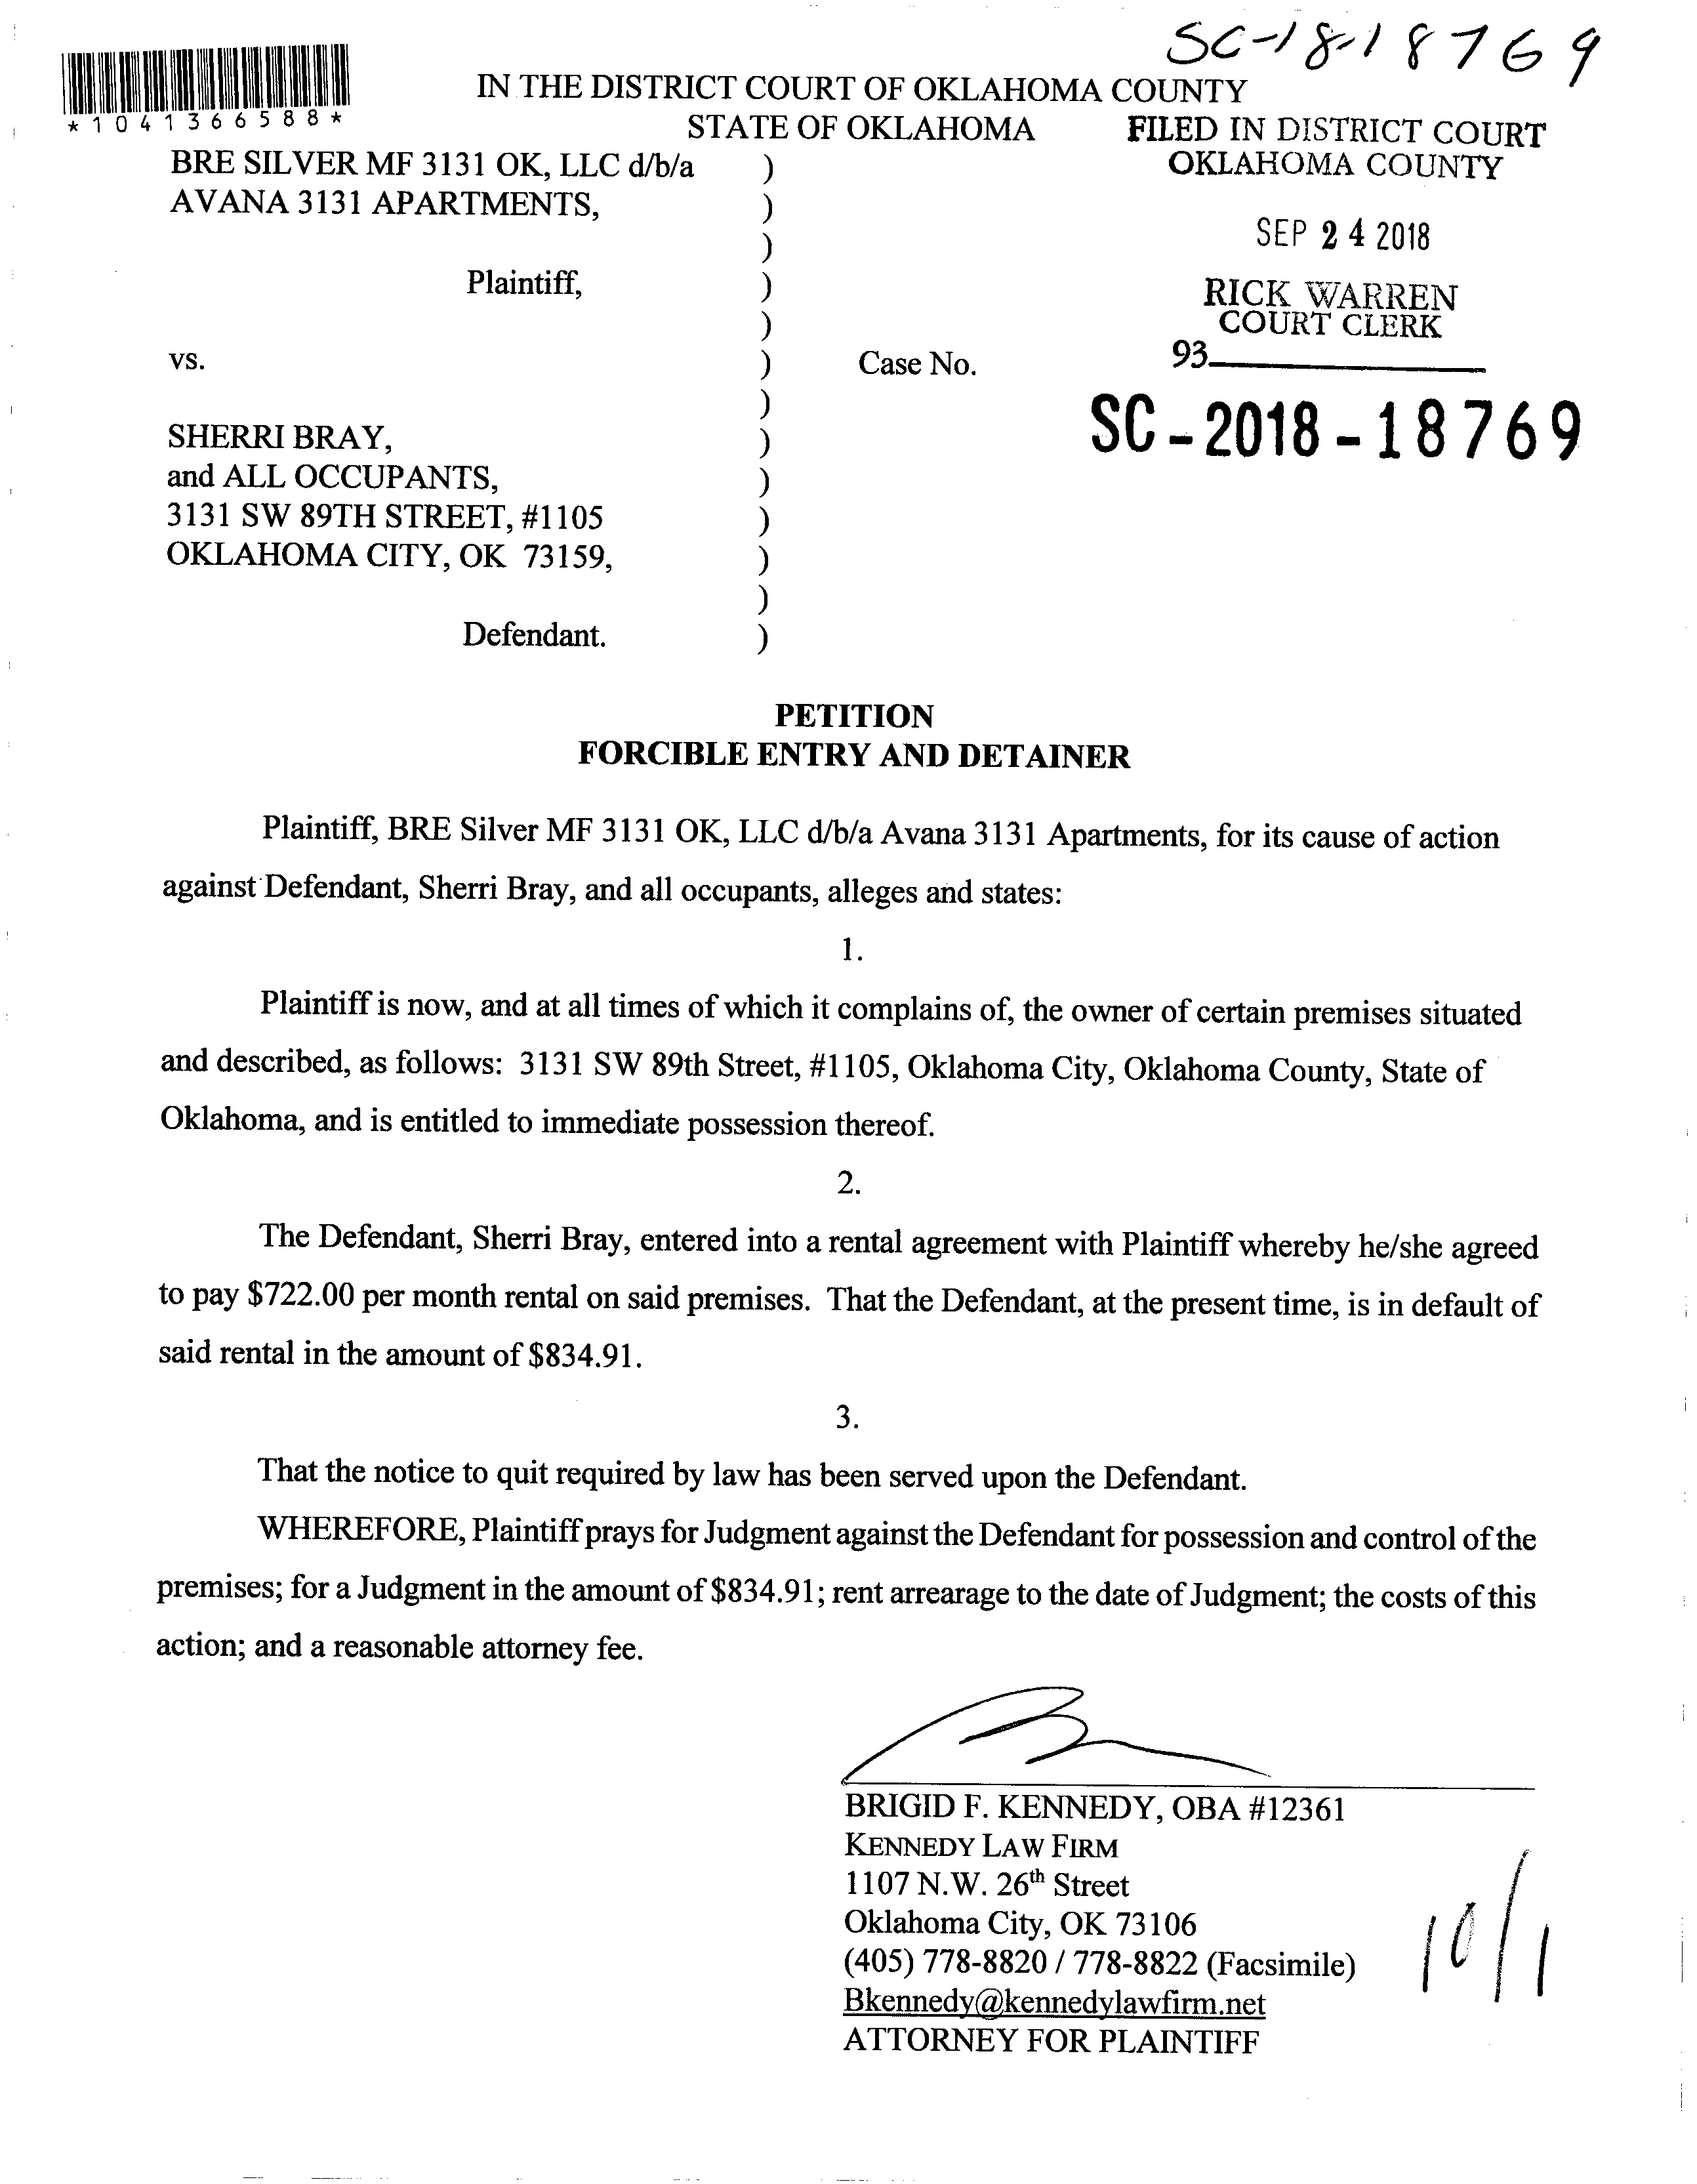 SC-18-18769
*1041366588*
IN THE DISTRICT COURT OF OKLAHOMA COUNTY
STATE OF OKLAHOMA
FILED IN DISTRICT COURT
OKLAHOMA COUNTY
SEP 24 2018
RICK WARREN
COURT CLERK
93
BRE SILVER MF 3131 OK, LLC d/b/a )
AVANA 3131 APARTMENTS, )
)
Plaintiff, )
)
vs. ) Case No.
)
SC-2018-18769
SHERRI BRAY, )
and ALL OCCUPANTS, )
3131 SW 89TH STREET, #1105 )
OKLAHOMA CITY, OK 73159, )
)
Defendant. )
PETITION
FORCIBLE ENTRY AND DETAINER
Plaintiff, BRE Silver MF 3131 OK, LLC d/b/a Avana 3131 Apartments, for its cause of action
against Defendant, Sherri Bray, and all occupants, alleges and states:
1.
Plaintiff is now, and at all times of which it complains of, the owner of certain premises situated
and described, as follows: 3131 SW 89th Street, #1105, Oklahoma City, Oklahoma County, State of
Oklahoma, and is entitled to immediate possession thereof.
2.
The Defendant, Sherri Bray, entered into a rental agreement with Plaintiff whereby he/she agreed
to pay $722.00 per month rental on said premises. That the Defendant, at the present time, is in default of
said rental in the amount of $834.91.
3.
That the notice to quit required by law has been served upon the Defendant.
WHEREFORE, Plaintiff prays for Judgment against the Defendant for possession and control of the
premises; for a Judgment in the amount of $834.91; rent arrearage to the date of Judgment; the costs of this
action; and a reasonable attorney fee.
BRIGID F. KENNEDY, OBA #12361
KENNEDY LAW FIRM
1107 N.W. 26th Street
Oklahoma City, OK 73106
(405) 778-8820 / 778-8822 (Facsimile)
Bkennedy@kennedylawfirm.net
ATTORNEY FOR PLAINTIFF
10/1